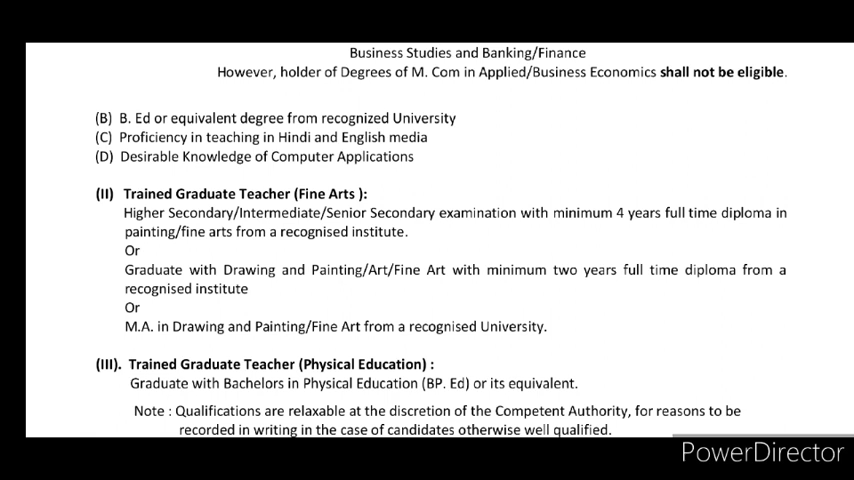 Business Studies and Banking/Finance
However, holder of Degrees of M. Com in Applied/Business Economics shall not be eligible.
(B) B. Ed or equivalent degree from recognized University
(C) Proficiency in teaching in Hindi and English media
(D) Desirable Knowledge of Computer Applications
(II) Trained Graduate Teacher (Fine Arts ):
Higher Secondary/Intermediate/Senior Secondary examination with minimum 4 years full time diploma in
painting/fine arts from a recognised institute.
Or
Graduate with Drawing and Painting/Art/Fine Art with minimum two years full time diploma from a
recognised institute
Or
M.A. in Drawing and Painting/Fine Art from a recognised University.
(III). Trained Graduate Teacher (Physical Education) :
Graduate with Bachelors in Physical Education (BP. Ed) or its equivalent.
Note : Qualifications are relaxable at the discretion of the Competent Authority, for reasons to be
recorded in writing in the case of candidates otherwise well qualified.
PowerDirector